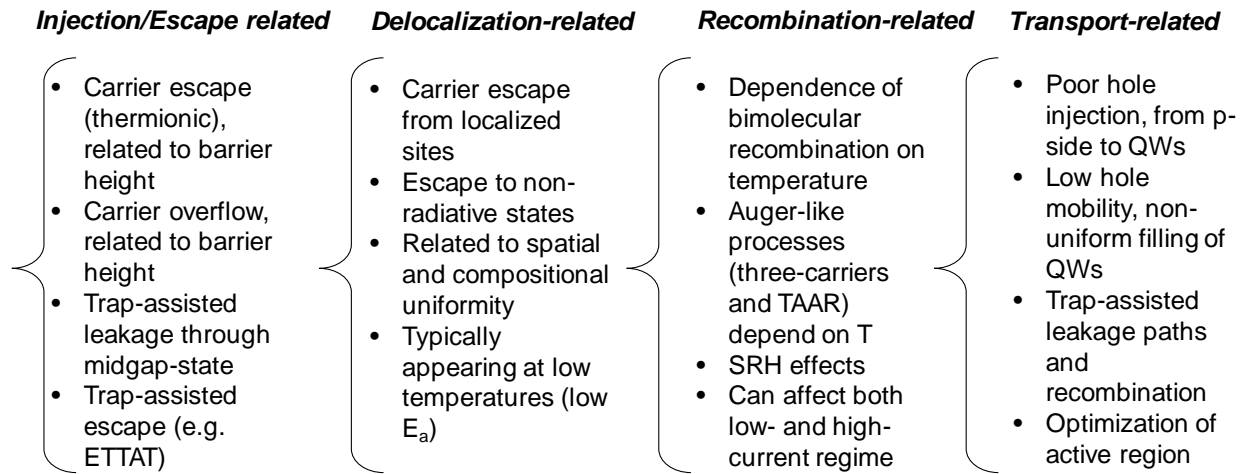 Injection/Escape related
• Carrier escape
(thermionic),
related to barrier
height
• Carrier overflow,
related to barrier
height
• Trap-assisted
leakage through
midgap-state
• Trap-assisted
escape (e.g.
ETTAT)
Delocalization-related
• Carrier escape
from localized
sites
• Escape to non-
radiative states
• Related to spatial
and compositional
uniformity
• Typically
appearing at low
temperatures (low
Ea)
Recombination-related
• Dependence of
bimolecular
recombination on
temperature
• Auger-like
processes
(three-carriers
and TAAR)
depend on T
• SRH effects
• Can affect both
low- and high-
current regime
Transport-related
• Poor hole
injection, from p-
side to QWs
• Low hole
mobility, non-
uniform filling of
QWs
• Trap-assisted
leakage paths
and
recombination
• Optimization of
active region